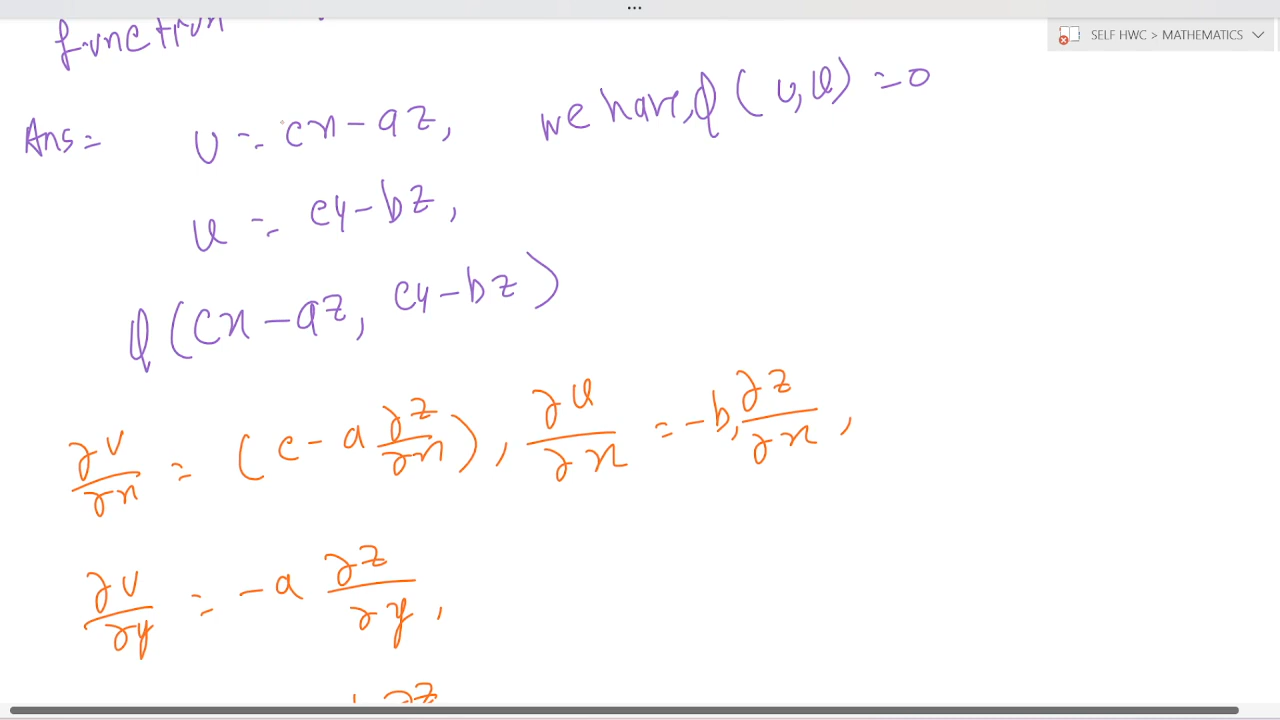 ...
SELF HWC > MATHEMATICS
function
Ans = u = cx - az, we have, φ(u, v) = 0
v = cy - bz,
φ(cx - az, cy - bz)
∂u/∂x = (c - a ∂z/∂x), ∂v/∂x = -b, ∂z/∂x,
∂u/∂y = -a ∂z/∂y,
∂z